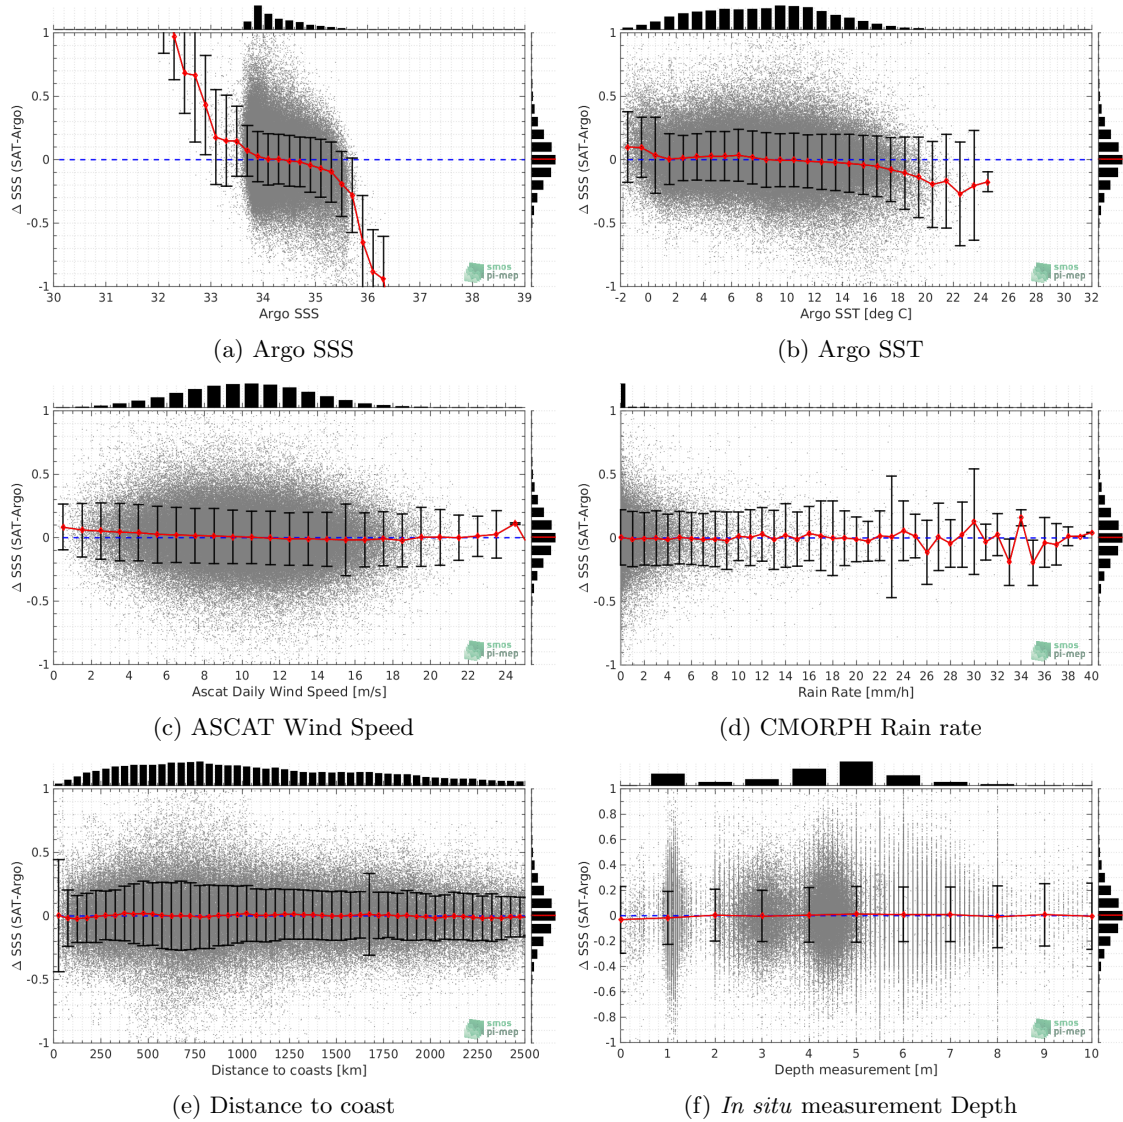 1
0.5
0
-0.5
-1
Δ SSS (SAT-Argo)
30 31 32 33 34 35 36 37 38 39
Argo SSS
smos
pi-mep
(a) Argo SSS
1
0.5
0
-0.5
-1
Δ SSS (SAT-Argo)
-2 0 2 4 6 8 10 12 14 16 18 20 22 24 26 28 30 32
Argo SST [deg C]
smos
pi-mep
(b) Argo SST
1
0.5
0
-0.5
-1
Δ SSS (SAT-Argo)
0 2 4 6 8 10 12 14 16 18 20 22 24
Ascat Daily Wind Speed [m/s]
smos
pi-mep
(c) ASCAT Wind Speed
1
0.5
0
-0.5
-1
Δ SSS (SAT-Argo)
0 2 4 6 8 10 12 14 16 18 20 22 24 26 28 30 32 34 36 38 40
Rain Rate [mm/h]
smos
pi-mep
(d) CMORPH Rain rate
1
0.5
0
-0.5
-1
Δ SSS (SAT-Argo)
0 250 500 750 1000 1250 1500 1750 2000 2250 2500
Distance to coasts [km]
smos
pi-mep
(e) Distance to coast
0.8
0.6
0.4
0.2
0
-0.2
-0.4
-0.6
-0.8
-1
Δ SSS (SAT-Argo)
0 1 2 3 4 5 6 7 8 9 10
Depth measurement [m]
smos
pi-mep
(f) In situ measurement Depth